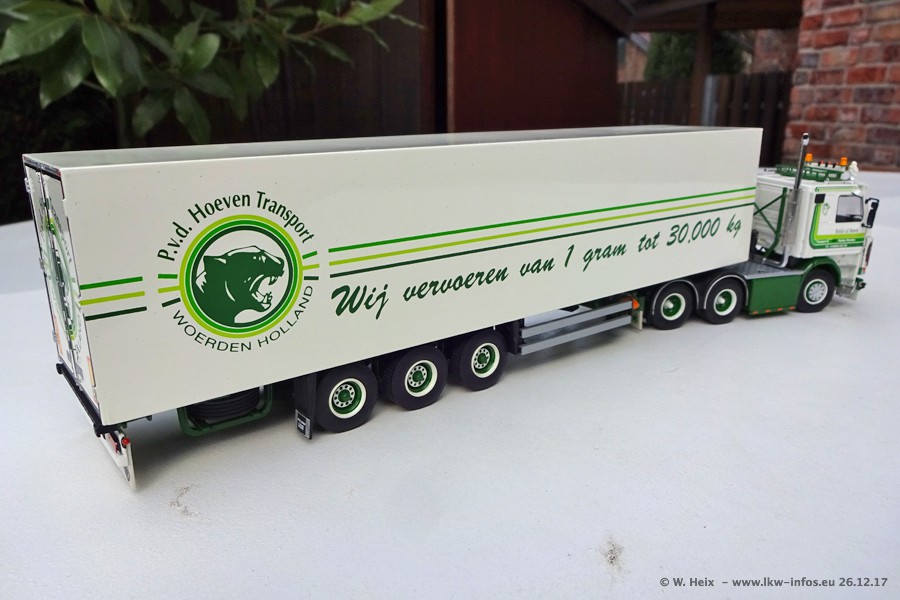 P.v.d. Hoeven Transport
WOERDEN HOLLAND
Wij vervoeren van 1 gram tot 30.000 kg
© W. Heix - www.lkw-infos.eu 26.12.17